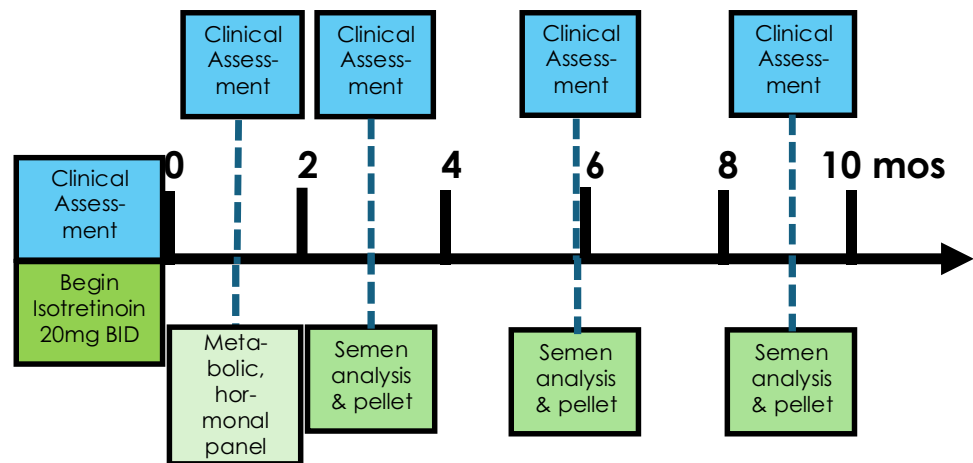 Clinical
Assess-
ment
Clinical
Assess-
ment
Clinical
Assess-
ment
Clinical
Assess-
ment
0
2
4
6
8
10 mos
Clinical
Assess-
ment
Begin
Isotretinoin
20mg BID
Meta-
bolic,
hor-
monal
panel
Semen
analysis
& pellet
Semen
analysis
& pellet
Semen
analysis
& pellet